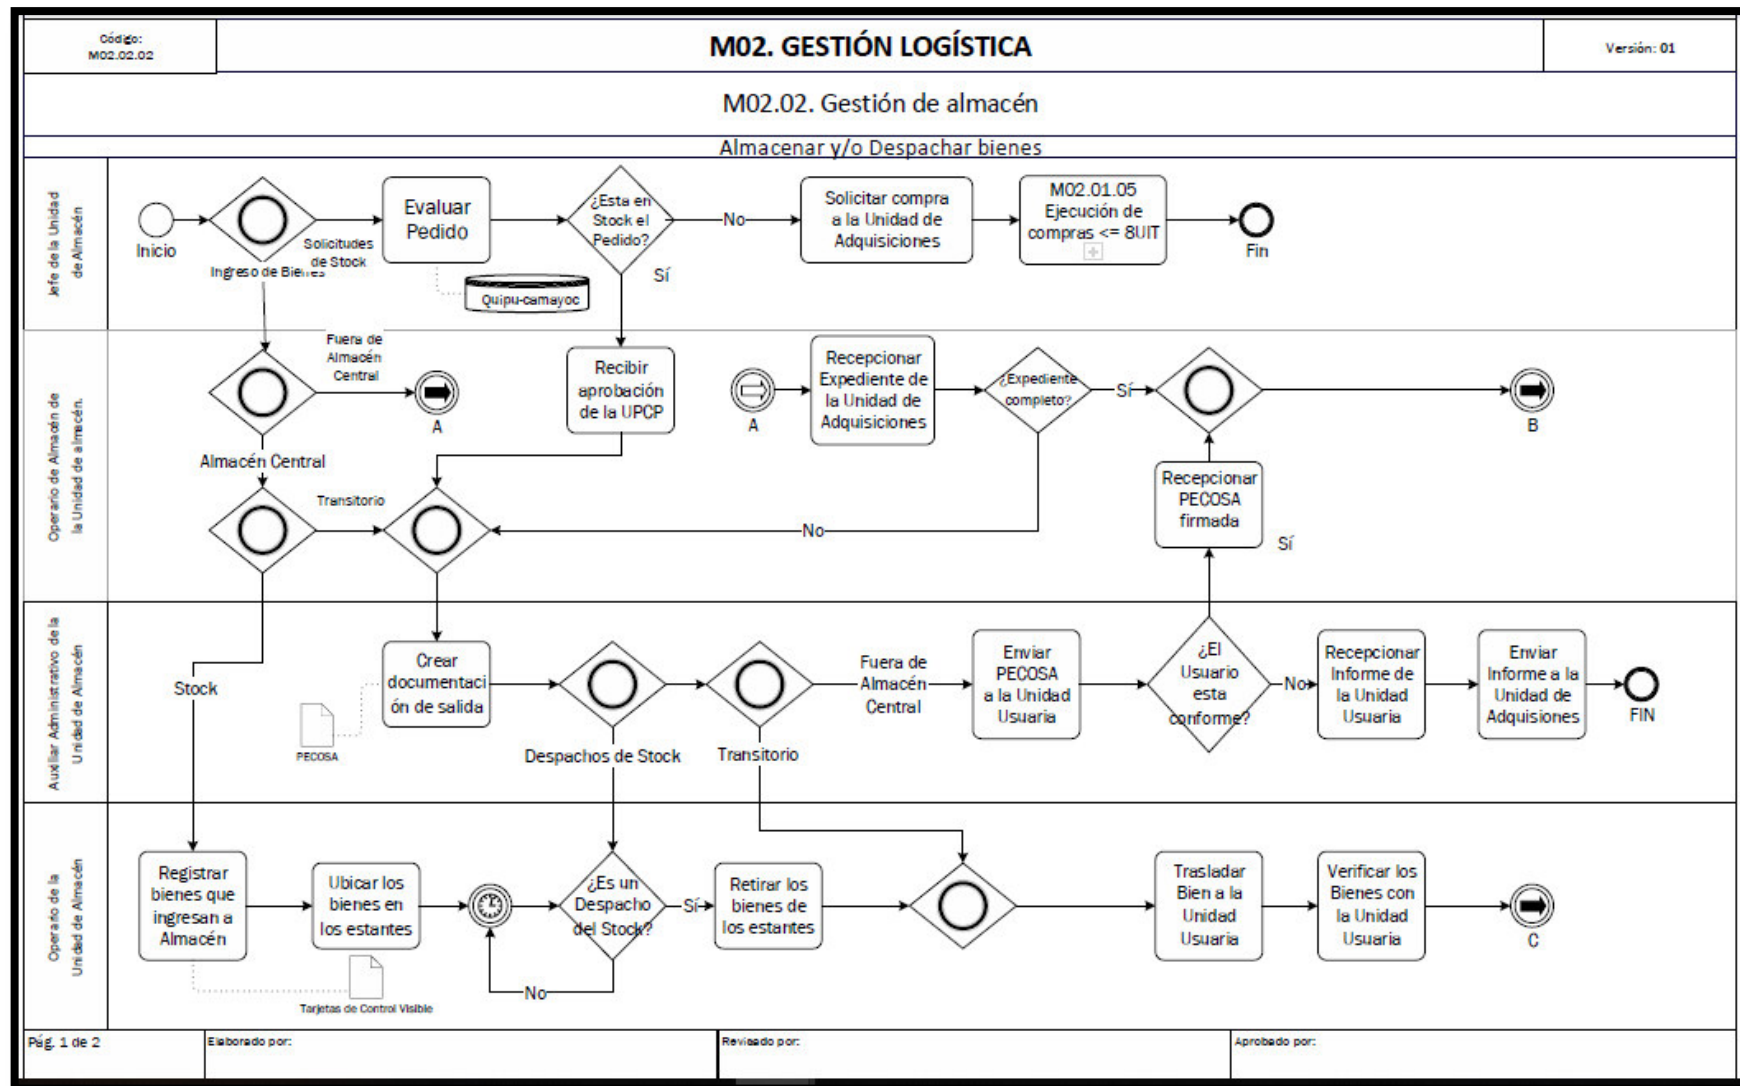 Código:
M02.02.02
M02. GESTIÓN LOGÍSTICA
Versión: 01
M02.02. Gestión de almacén
Almacenar y/o Despachar bienes
Jefe de la Unidad
de Almacén
Inicio
Solicitudes
de Stock
Ingreso de Bienes
Evaluar
Pedido
Quipu-camayoc
¿Esta en
Stock el
Pedido?
No
Sí
Solicitar compra
a la Unidad de
Adquisiciones
M02.01.05
Ejecución de
compras <= 8UIT
Fin
Operario de Almacén de
la Unidad de almacén.
Fuera de
Almacén
Central
A
Almacén Central
Transitorio
Recibir
aprobación
de la UPCP
A
Recepcionar
Expediente de
la Unidad de
Adquisiciones
¿Expediente
completo?
Sí
No
B
Recepcionar
PECOSA
firmada
Sí
Auxiliar Administrativo de la
Unidad de Almacén
Stock
Crear
documentaci
ón de salida
PECOSA
Despachos de Stock
Transitorio
Fuera de
Almacén
Central
Enviar
PECOSA
a la Unidad
Usuaria
¿El
Usuario
esta
conforme?
No
Recepcionar
Informe de
la Unidad
Usuaria
Enviar
Informe a la
Unidad de
Adquisiones
FIN
Operario de la
Unidad de Almacén
Registrar
bienes que
ingresan a
Almacén
Tarjetas de Control Visible
Ubicar los
bienes en
los estantes
¿Es un
Despacho
del Stock?
No
Sí
Retirar los
bienes de
los estantes
Trasladar
Bien a la
Unidad
Usuaria
Verificar los
Bienes con
la Unidad
Usuaria
C
Pág. 1 de 2
Elaborado por:
Revisado por:
Aprobado por: